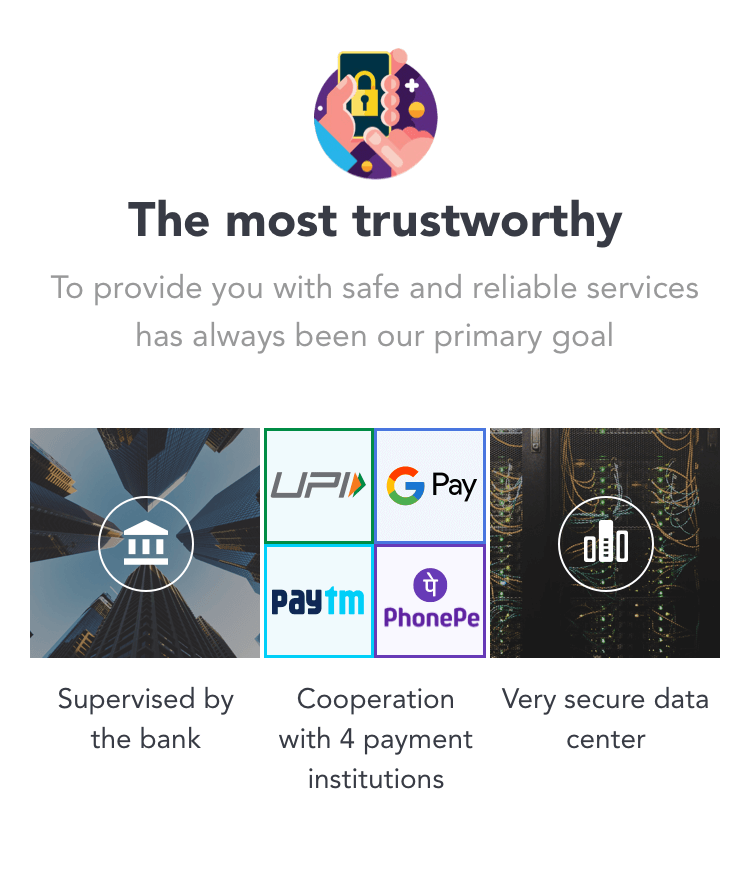 The most trustworthy
To provide you with safe and reliable services
has always been our primary goal
UPI
G Pay
paytm
पे
PhonePe
Supervised by
the bank
Cooperation
with 4 payment
institutions
Very secure data
center